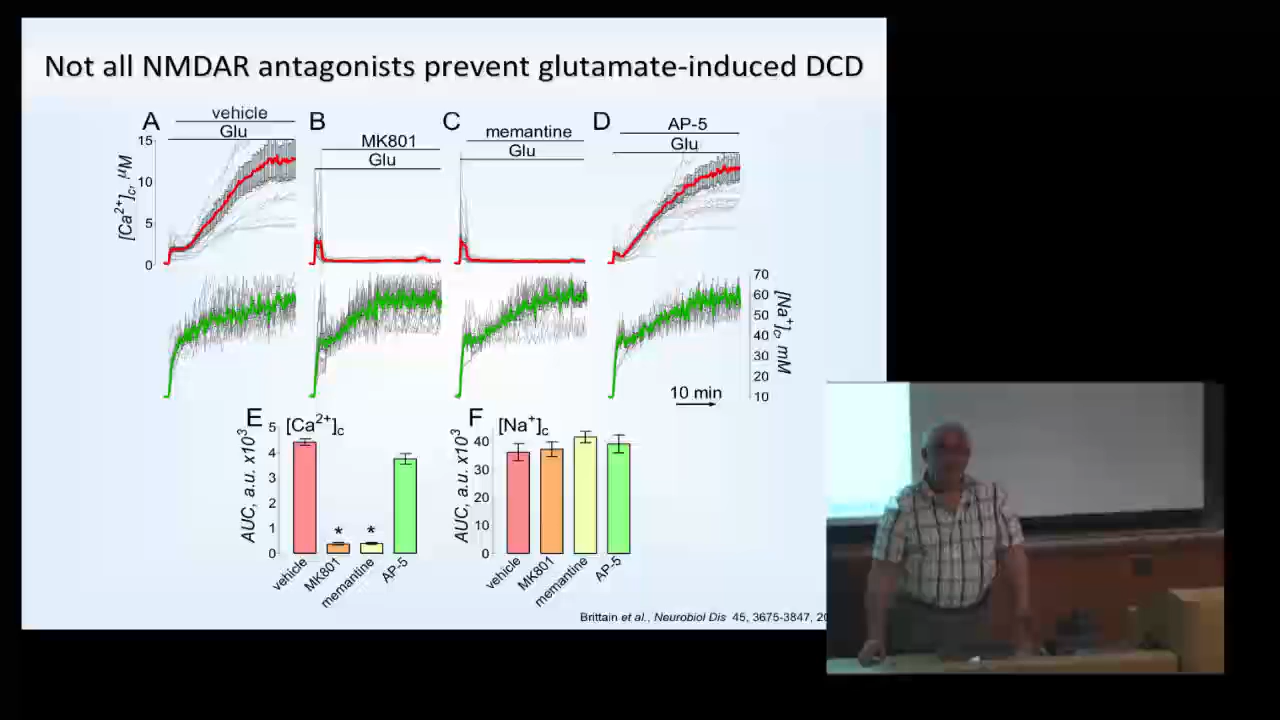 Not all NMDAR antagonists prevent glutamate-induced DCD
A
vehicle
Glu
B
MK801
Glu
C
memantine
Glu
D
AP-5
Glu
[Ca2+]c, µM
15
10
5
0
70
60
50
40
30
20
10
[Na+]c mM
10 min
E
[Ca2+]c
AUC, a.u. x10³
5
4
3
2
1
0
*
*
vehicle
MK801
memantine
AP-5
F
[Na+]c
AUC, a.u. x10³
40
30
20
10
0
vehicle
MK801
memantine
AP-5
Brittain et al., Neurobiol Dis 45, 3675-3847, 20